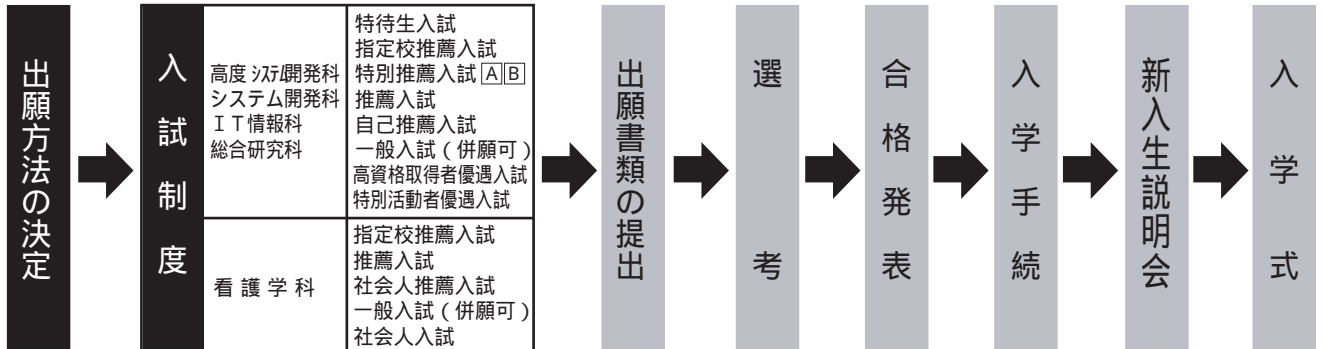 出願方法の決定
入試制度
高度システム開発科
システム開発科
ＩＴ情報科
総合研究科
特待生入試
指定校推薦入試
特別推薦入試 A B
推薦入試
自己推薦入試
一般入試（併願可）
高資格取得者優遇入試
特別活動者優遇入試
看護学科
指定校推薦入試
推薦入試
社会人推薦入試
一般入試（併願可）
社会人入試
出願書類の提出
選考
合格発表
入学手続
新入生説明会
入学式